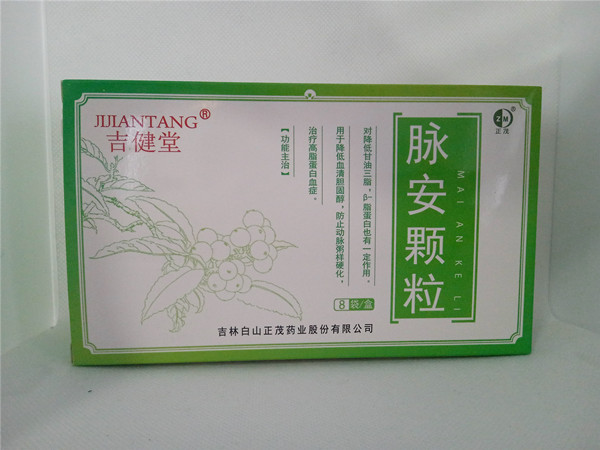 JIJIANTANG®
吉健堂
ZM
®
正茂
脉安颗粒
MAI AN KE LI
【功能主治】
治疗高脂蛋白血症。
用于降低血清胆固醇，防止动脉粥样硬化，
对降低甘油三脂、β—脂蛋白也有一定作用。
8袋/盒
吉林白山正茂药业股份有限公司